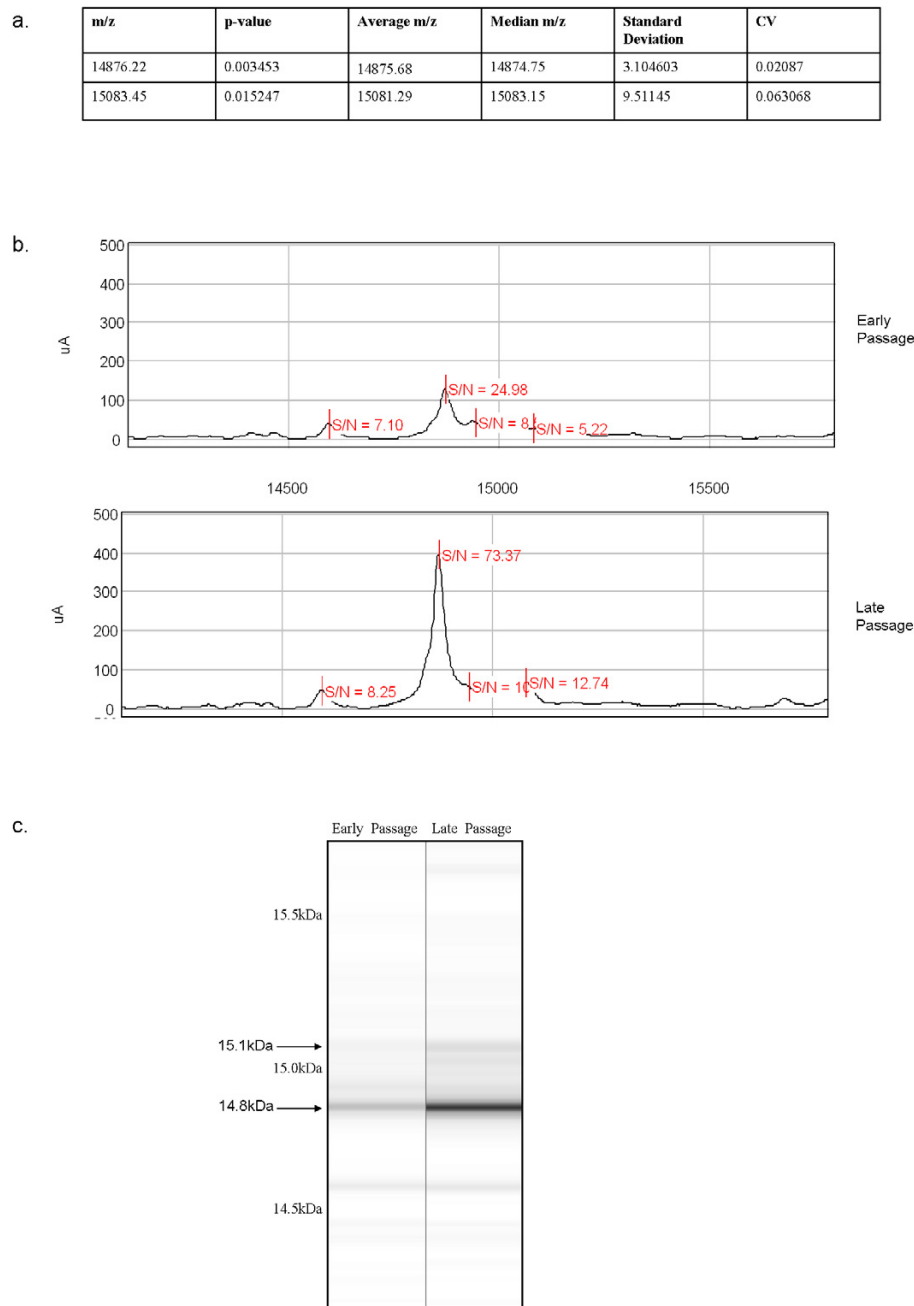 a.
m/z p-value Average m/z Median m/z Standard Deviation CV
14876.22 0.003453 14875.68 14874.75 3.104603 0.02087
15083.45 0.015247 15081.29 15083.15 9.51145 0.063068
b.
500
400
300
200
100
0
uA
S/N = 7.10
S/N = 24.98
S/N = 8.
S/N = 5.22
Early
Passage
14500 15000 15500
500
400
300
200
100
0
uA
S/N = 8.25
S/N = 73.37
S/N = 10
S/N = 12.74
Late
Passage
c.
Early Passage Late Passage
15.5kDa
15.1kDa
15.0kDa
14.8kDa
14.5kDa